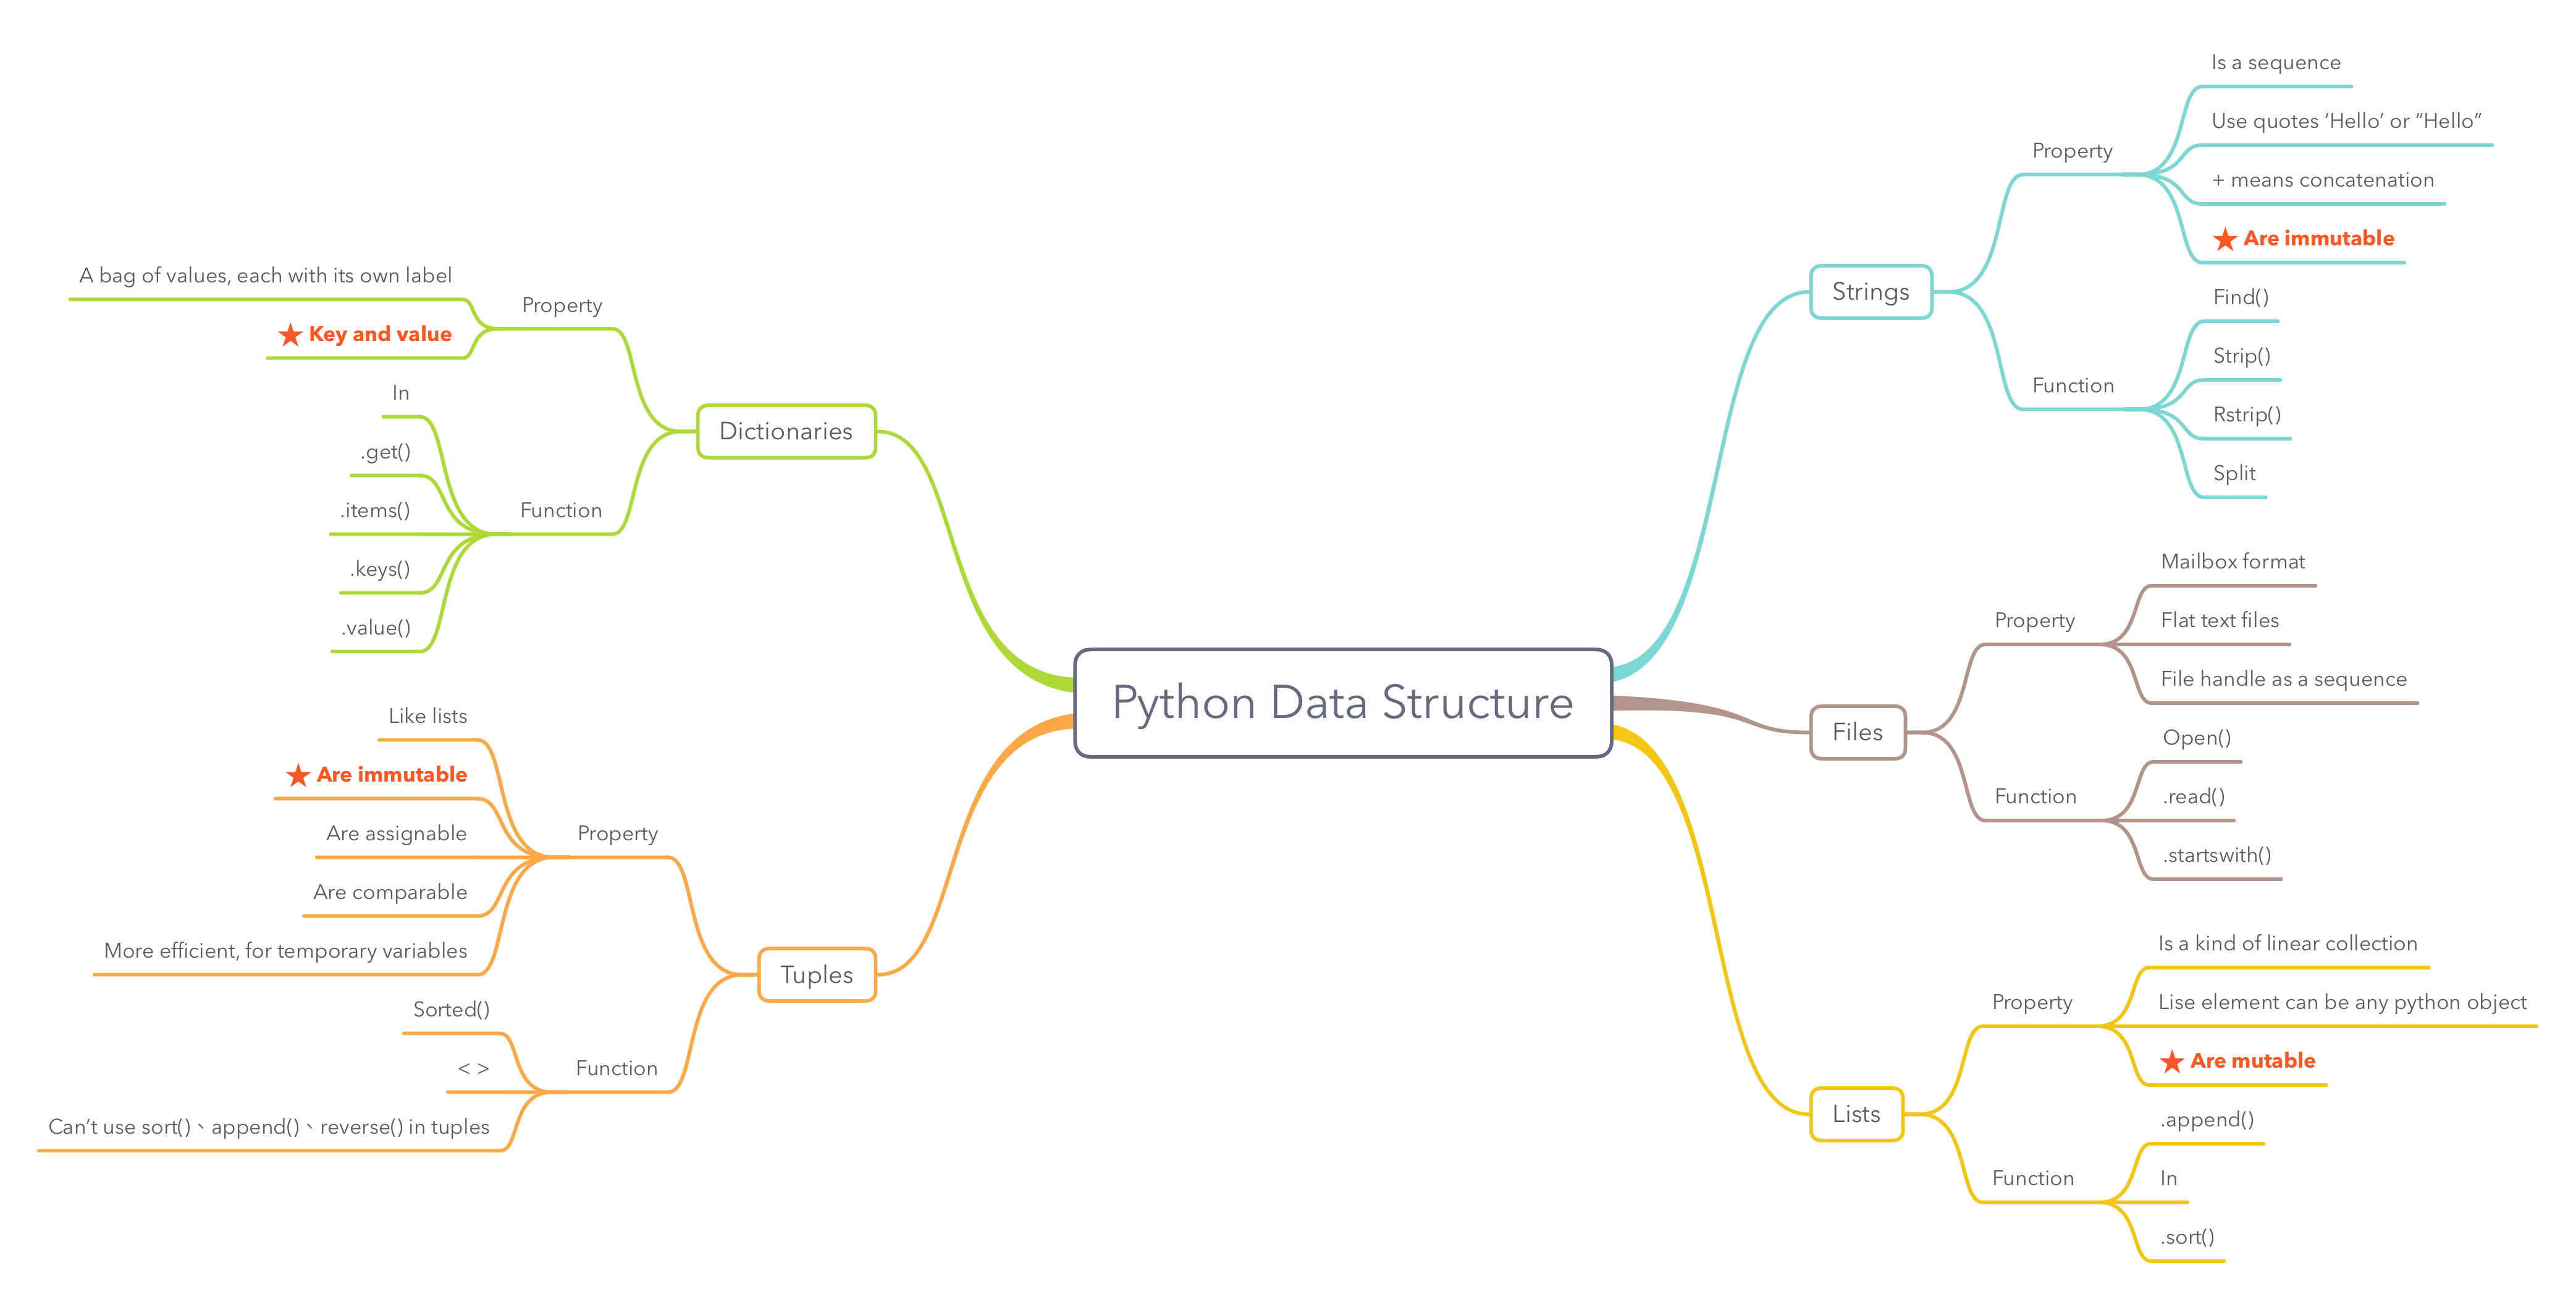 Python Data Structure
Strings
Property
Is a sequence
Use quotes ‘Hello’ or “Hello”
+ means concatenation
★ Are immutable
Function
Find()
Strip()
Rstrip()
Split
Files
Property
Mailbox format
Flat text files
File handle as a sequence
Function
Open()
.read()
.startswith()
Lists
Property
Is a kind of linear collection
Lise element can be any python object
★ Are mutable
Function
.append()
In
.sort()
Dictionaries
Property
A bag of values, each with its own label
★ Key and value
Function
In
.get()
.items()
.keys()
.value()
Tuples
Property
Like lists
★ Are immutable
Are assignable
Are comparable
More efficient, for temporary variables
Function
Sorted()
< >
Can’t use sort()、append()、reverse() in tuples